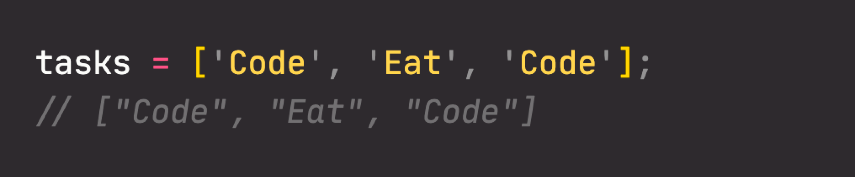 tasks = ['Code', 'Eat', 'Code'];
// ["Code", "Eat", "Code"]